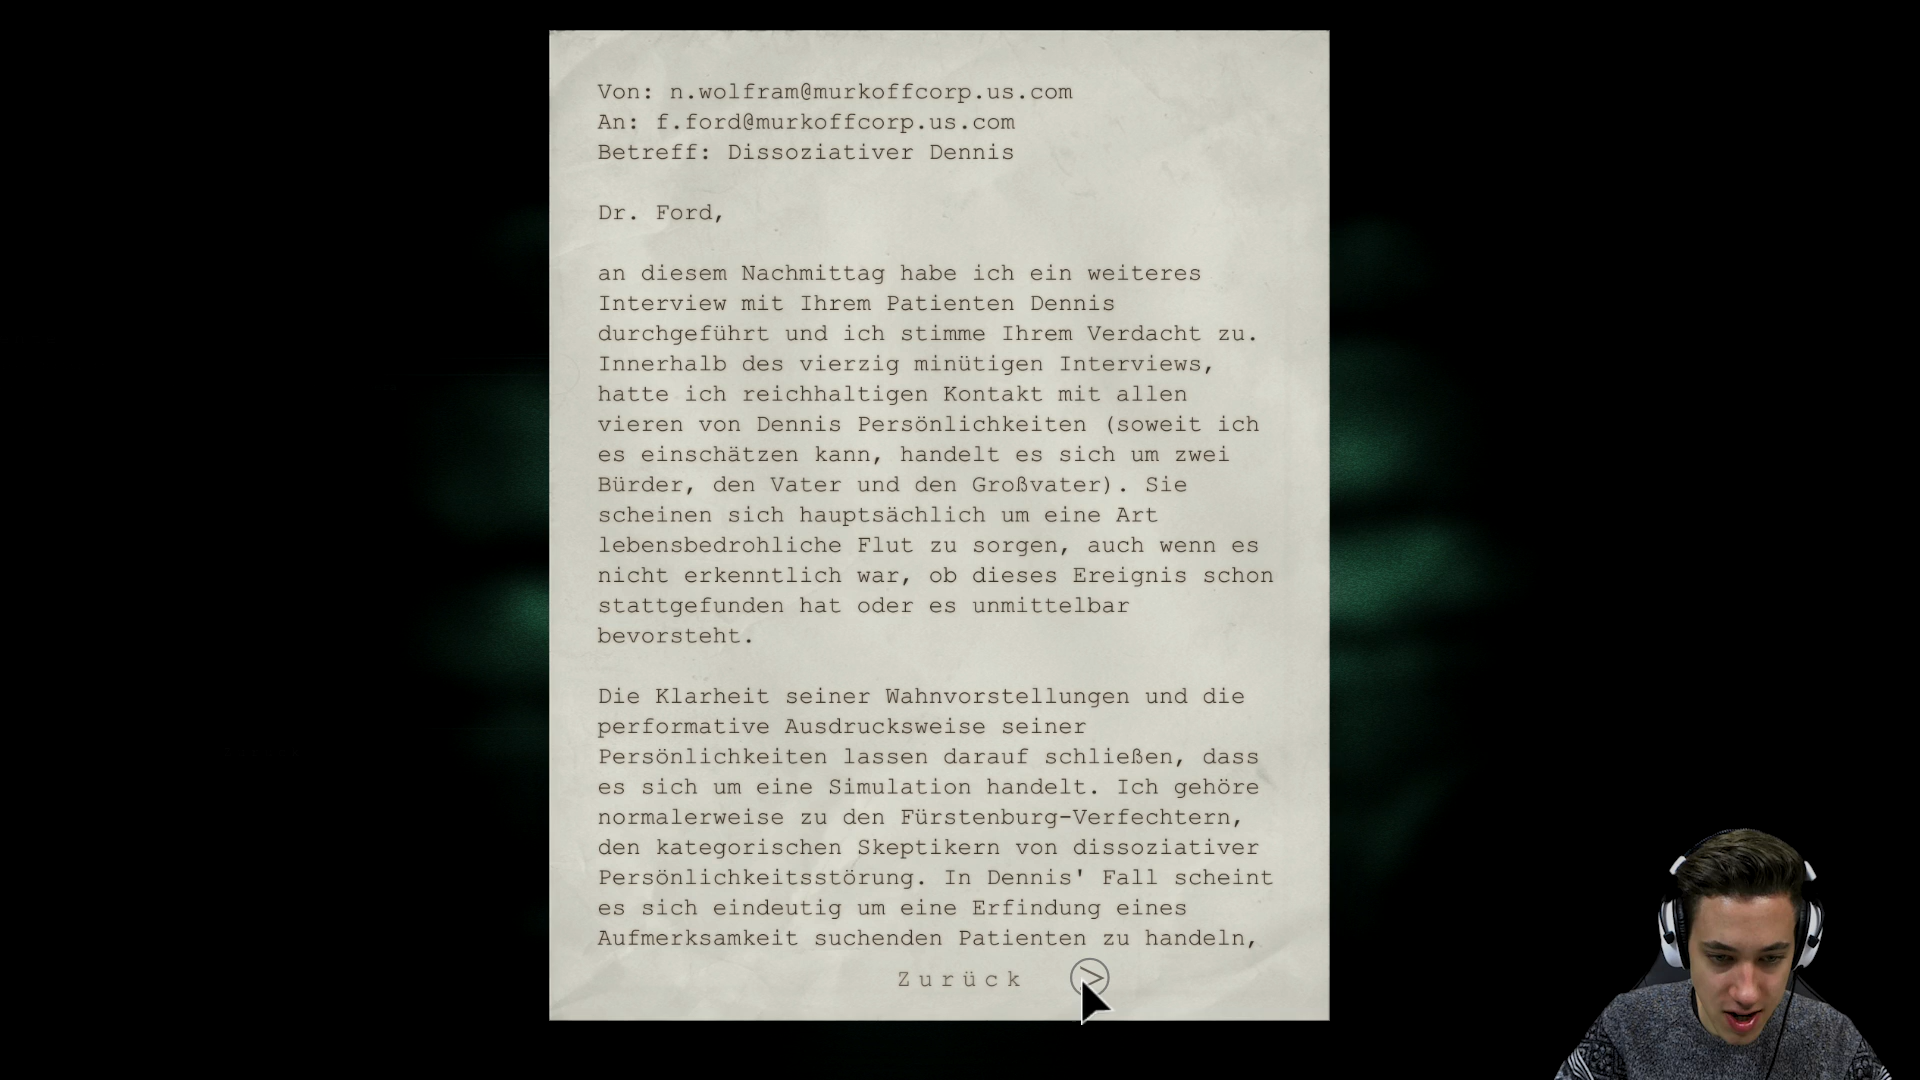 Von: n.wolfram@murkoffcorp.us.com
An: f.ford@murkoffcorp.us.com
Betreff: Dissoziativer Dennis
Dr. Ford,
an diesem Nachmittag habe ich ein weiteres
Interview mit Ihrem Patienten Dennis
durchgeführt und ich stimme Ihrem Verdacht zu.
Innerhalb des vierzig minütigen Interviews,
hatte ich reichhaltigen Kontakt mit allen
vieren von Dennis Persönlichkeiten (soweit ich
es einschätzen kann, handelt es sich um zwei
Bürder, den Vater und den Großvater). Sie
scheinen sich hauptsächlich um eine Art
lebensbedrohliche Flut zu sorgen, auch wenn es
nicht erkenntlich war, ob dieses Ereignis schon
stattgefunden hat oder es unmittelbar
bevorsteht.
Die Klarheit seiner Wahnvorstellungen und die
performative Ausdrucksweise seiner
Persönlichkeiten lassen darauf schließen, dass
es sich um eine Simulation handelt. Ich gehöre
normalerweise zu den Fürstenburg-Verfechtern,
den kategorischen Skeptikern von dissoziativer
Persönlichkeitsstörung. In Dennis' Fall scheint
es sich eindeutig um eine Erfindung eines
Aufmerksamkeit suchenden Patienten zu handeln,
Zurück >